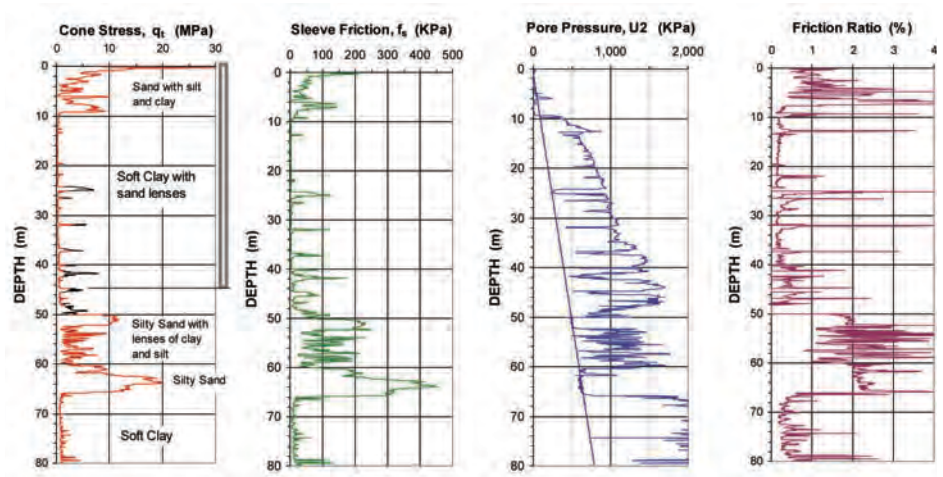 Cone Stress, qt (MPa)
0 10 20 30
0
10
20
30
40
50
60
70
80
DEPTH (m)
Sand with silt
and clay
Soft Clay with
sand lenses
Silty Sand with
lenses of clay
and silt
Silty Sand
Soft Clay
Sleeve Friction, fs (KPa)
0 100 200 300 400 500
0
10
20
30
40
50
60
70
80
DEPTH (m)
Pore Pressure, U2 (KPa)
0 1,000 2,000
0
10
20
30
40
50
60
70
80
DEPTH (m)
Friction Ratio (%)
0 1 2 3 4
0
10
20
30
40
50
60
70
80
DEPTH (m)